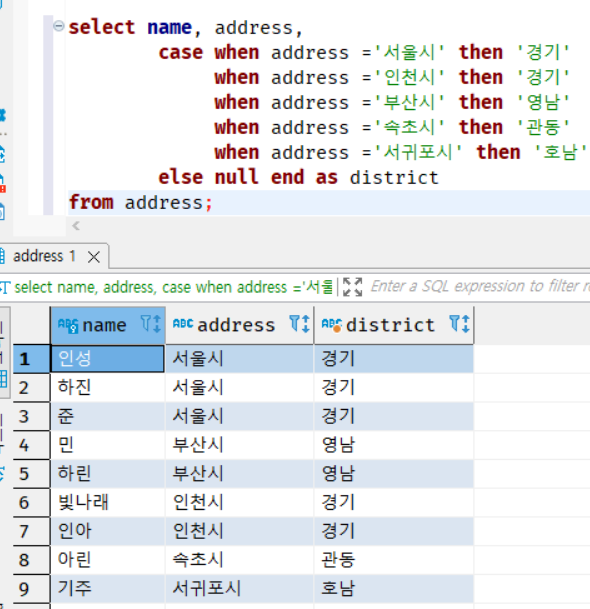 select name, address,
case when address ='서울시' then '경기'
when address ='인천시' then '경기'
when address ='부산시' then '영남'
when address ='속초시' then '관동'
when address ='서귀포시' then '호남'
else null end as district
from address;
address 1
select name, address, case when address ='서울 Enter a SQL expression to filter
ABC name ABC address ABC district
1 인성 서울시 경기
2 하진 서울시 경기
3 준 서울시 경기
4 민 부산시 영남
5 하린 부산시 영남
6 빛나래 인천시 경기
7 인아 인천시 경기
8 아린 속초시 관동
9 기주 서귀포시 호남